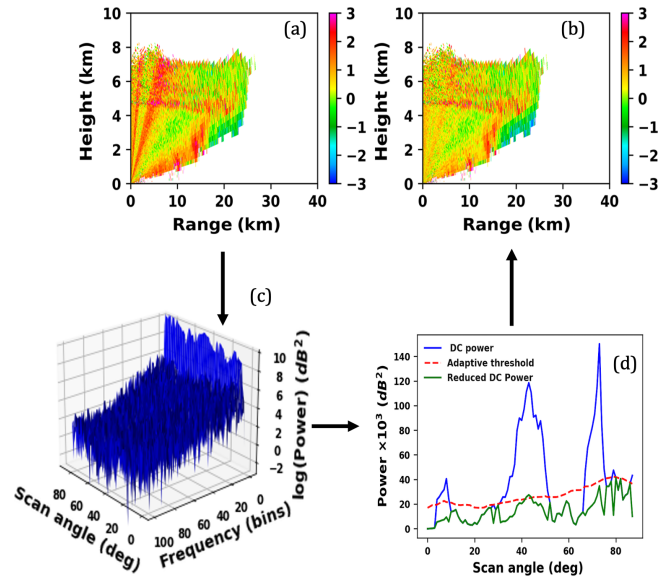 (a)
Height (km)
10
8
6
4
2
0
0 10 20 30 40
Range (km)
3
2
1
0
−1
−2
−3
(b)
Height (km)
10
8
6
4
2
0
0 10 20 30 40
Range (km)
3
2
1
0
−1
−2
−3
(c)
log(Power) (dB²)
10
8
6
4
2
0
−2
Scan angle (deg)
80
60
40
20
0
Frequency (bins)
100
80
60
40
20
0
(d)
DC power
Adaptive threshold
Reduced DC Power
Power ×10³ (dB²)
140
120
100
80
60
40
20
0
0 20 40 60 80
Scan angle (deg)